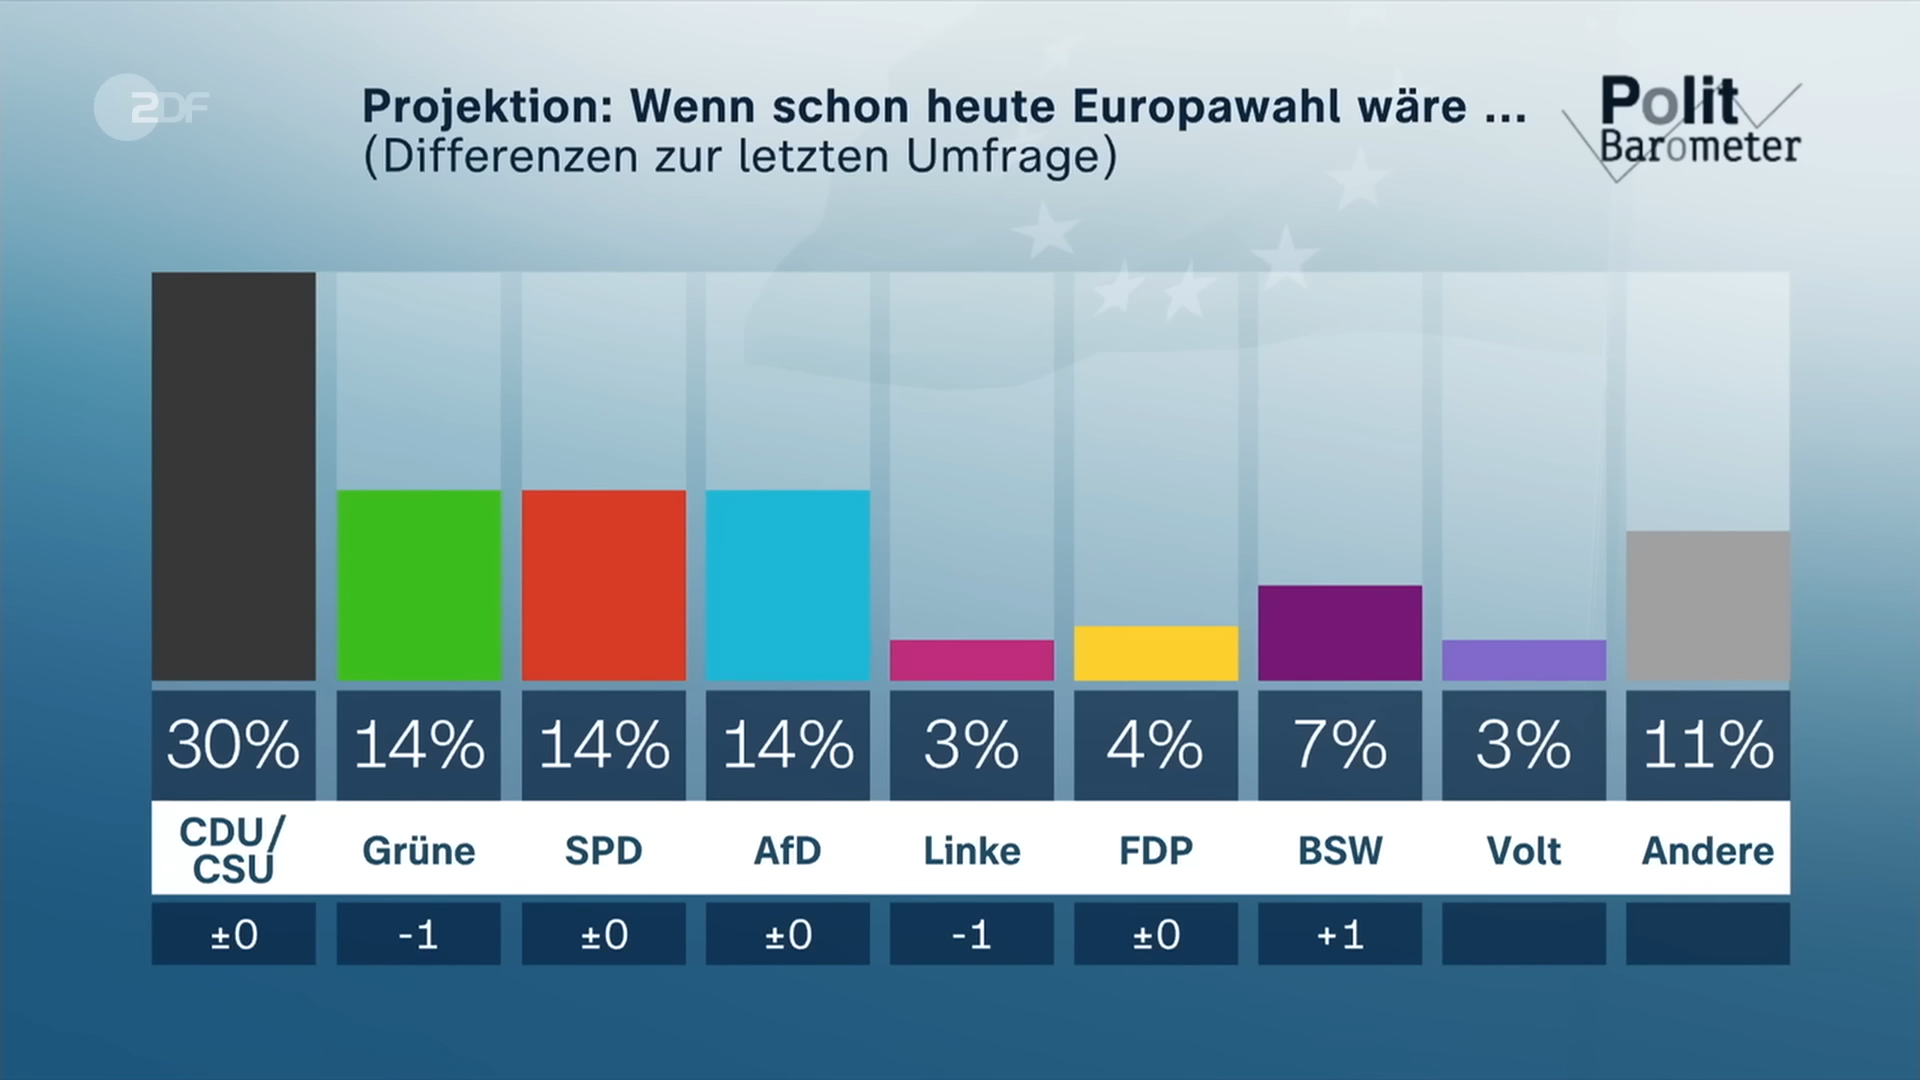 ZDF
Projektion: Wenn schon heute Europawahl wäre ...
(Differenzen zur letzten Umfrage)
Polit
Barometer
30% 14% 14% 14% 3% 4% 7% 3% 11%
CDU/
CSU Grüne SPD AfD Linke FDP BSW Volt Andere
±0 -1 ±0 ±0 -1 ±0 +1